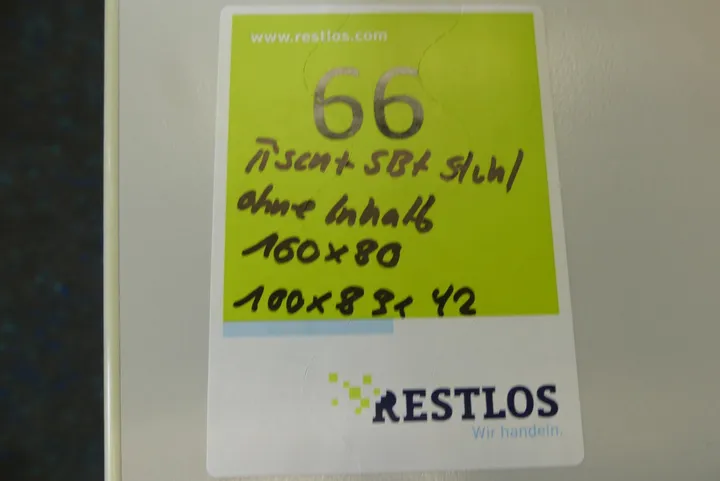 www.restlos.com
66
Tisch + SB + Stuhl
ohne Inhalt
160x80
100x83x42
RESTLOS
Wir handeln.